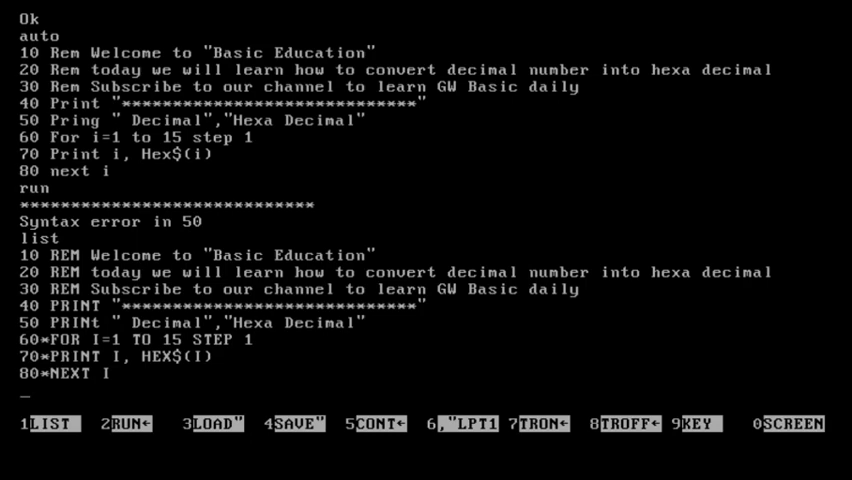 Ok
auto
10 Rem Welcome to "Basic Education"
20 Rem today we will learn how to convert decimal number into hexa decimal
30 Rem Subscribe to our channel to learn GW Basic daily
40 Print "*****************************"
50 Pring " Decimal","Hexa Decimal"
60 For i=1 to 15 step 1
70 Print i, Hex$(i)
80 next i
run
*****************************
Syntax error in 50
list
10 REM Welcome to "Basic Education"
20 REM today we will learn how to convert decimal number into hexa decimal
30 REM Subscribe to our channel to learn GW Basic daily
40 PRINT "*****************************"
50 PRINt " Decimal","Hexa Decimal"
60*FOR I=1 TO 15 STEP 1
70*PRINT I, HEX$(I)
80*NEXT I
_
1LIST 2RUN← 3LOAD" 4SAVE" 5CONT← 6,"LPT1 7TRON← 8TROFF← 9KEY 0SCREEN